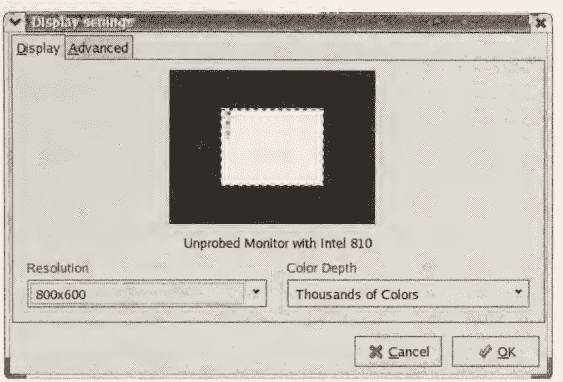 Display settings
Display Advanced
Unprobed Monitor with Intel 810
Resolution Color Depth
800x600 Thousands of Colors
Cancel OK